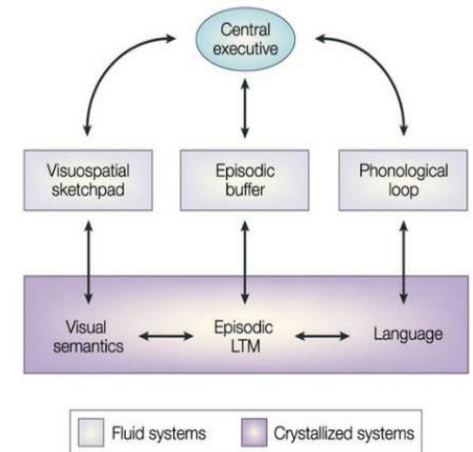 Central
executive
Visuospatial
sketchpad
Episodic
buffer
Phonological
loop
Visual
semantics
Episodic
LTM
Language
Fluid systems
Crystallized systems